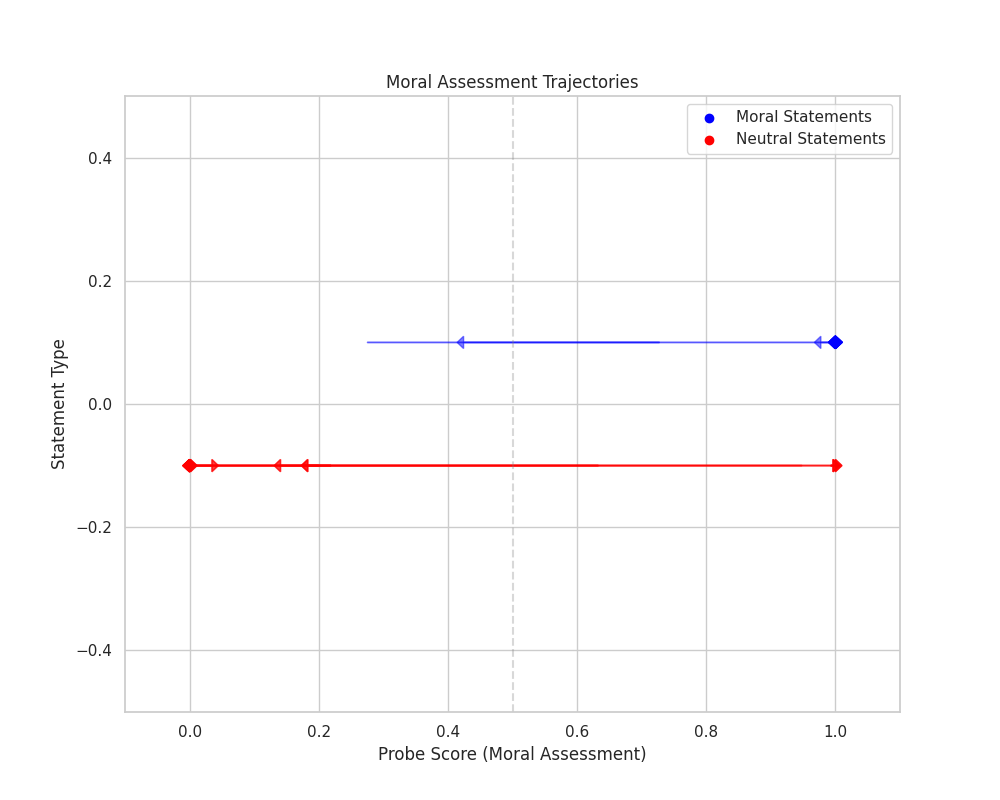 Moral Assessment Trajectories
Moral Statements
Neutral Statements
Statement Type
0.4
0.2
0.0
−0.2
−0.4
0.0 0.2 0.4 0.6 0.8 1.0
Probe Score (Moral Assessment)